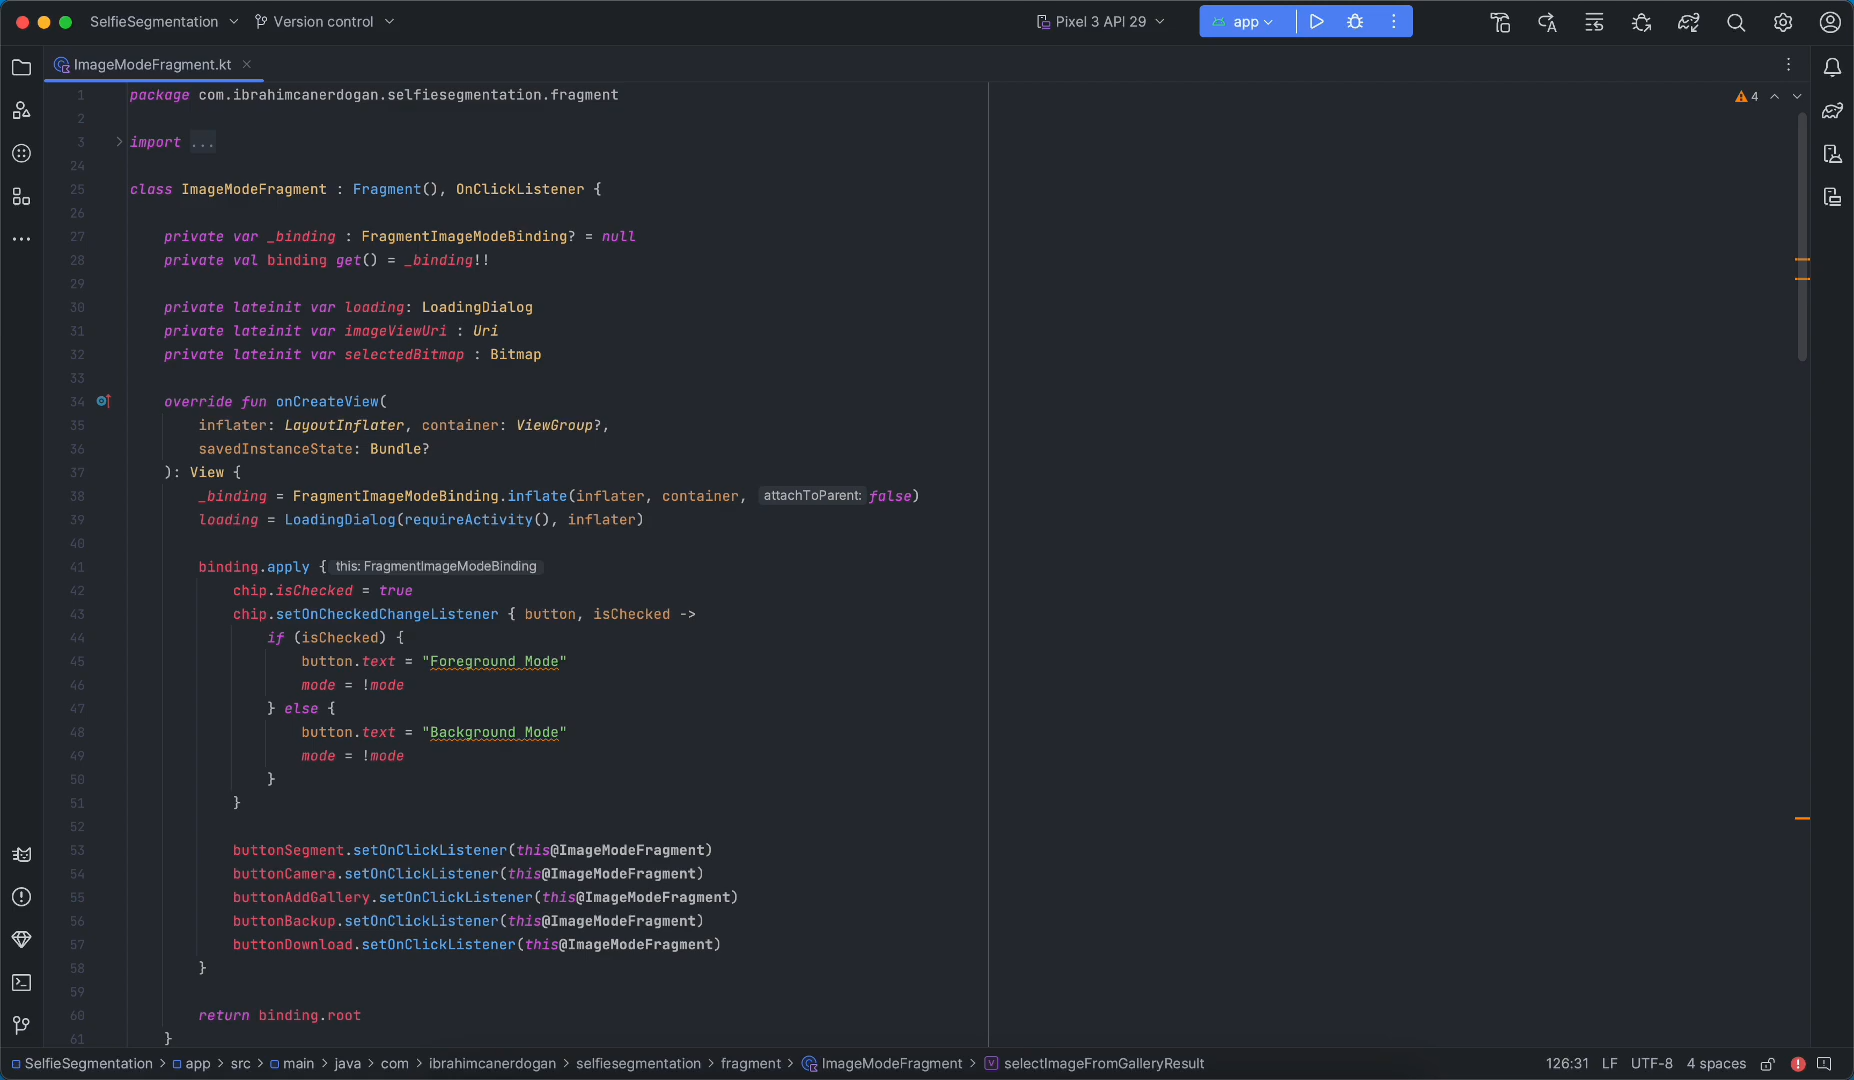 SelfieSegmentation Version control Pixel 3 API 29 app
ImageModeFragment.kt
4
1 package com.ibrahimcanerdogan.selfiesegmentation.fragment
2
3 import ...
24
25 class ImageModeFragment : Fragment(), OnClickListener {
26
27 private var _binding : FragmentImageModeBinding? = null
28 private val binding get() = _binding!!
29
30 private lateinit var loading: LoadingDialog
31 private lateinit var imageViewUri : Uri
32 private lateinit var selectedBitmap : Bitmap
33
34 override fun onCreateView(
35 inflater: LayoutInflater, container: ViewGroup?,
36 savedInstanceState: Bundle?
37 ): View {
38 _binding = FragmentImageModeBinding.inflate(inflater, container, attachToParent: false)
39 loading = LoadingDialog(requireActivity(), inflater)
40
41 binding.apply { this: FragmentImageModeBinding
42 chip.isChecked = true
43 chip.setOnCheckedChangeListener { button, isChecked ->
44 if (isChecked) {
45 button.text = "Foreground Mode"
46 mode = !mode
47 } else {
48 button.text = "Background Mode"
49 mode = !mode
50 }
51 }
52
53 buttonSegment.setOnClickListener(this@ImageModeFragment)
54 buttonCamera.setOnClickListener(this@ImageModeFragment)
55 buttonAddGallery.setOnClickListener(this@ImageModeFragment)
56 buttonBackup.setOnClickListener(this@ImageModeFragment)
57 buttonDownload.setOnClickListener(this@ImageModeFragment)
58 }
59
60 return binding.root
61 }
SelfieSegmentation > app > src > main > java > com > ibrahimcanerdogan > selfiesegmentation > fragment > ImageModeFragment > selectImageFromGalleryResult 126:31 LF UTF-8 4 spaces